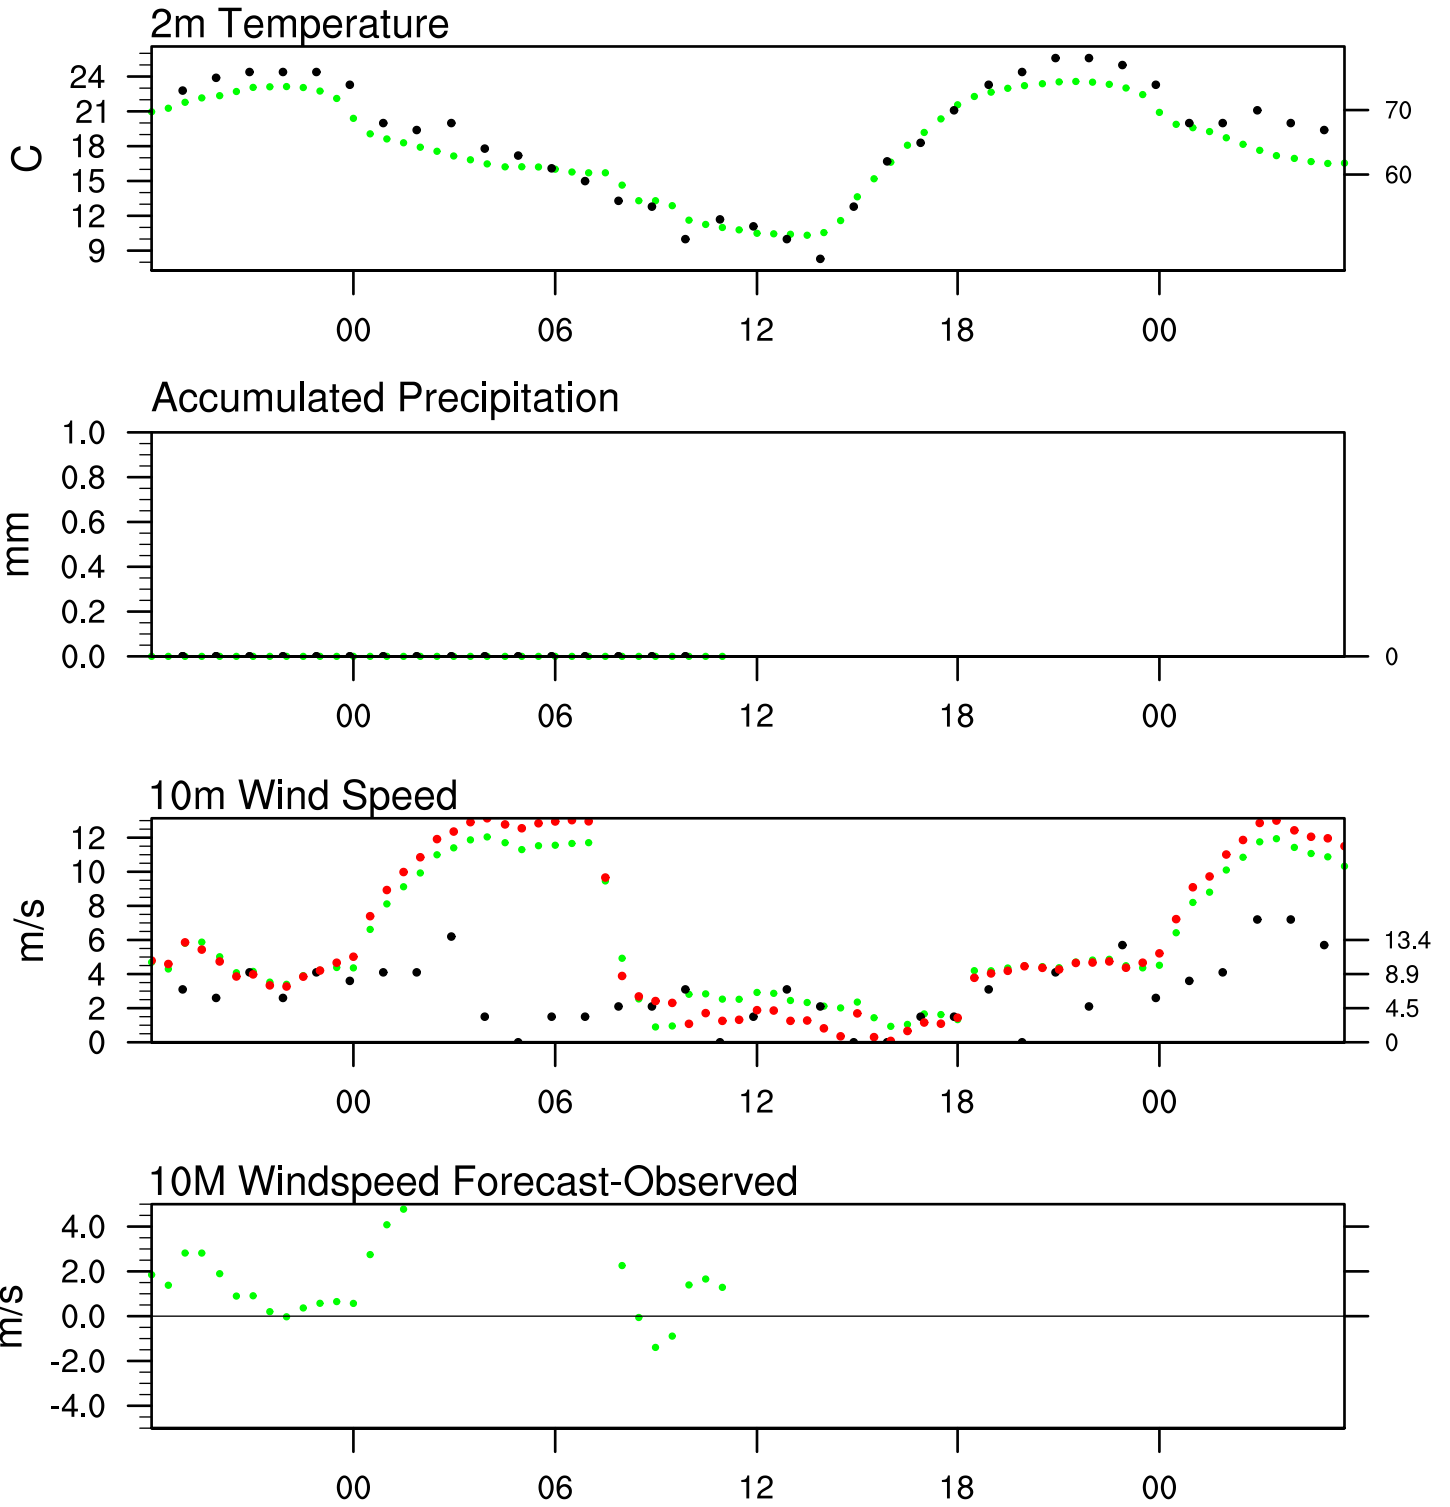 2m Temperature
24
21
18
15
12
9
C
70
60
00 06 12 18 00
Accumulated Precipitation
1.0
0.8
0.6
0.4
0.2
0.0
mm
0
00 06 12 18 00
10m Wind Speed
12
10
8
6
4
2
0
m/s
13.4
8.9
4.5
0
00 06 12 18 00
10M Windspeed Forecast-Observed
4.0
2.0
0.0
-2.0
-4.0
m/s
00 06 12 18 00